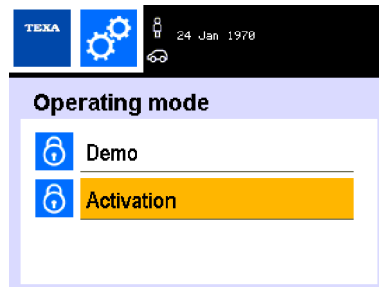 TEXA
24 Jan 1970
Operating mode
Demo
Activation